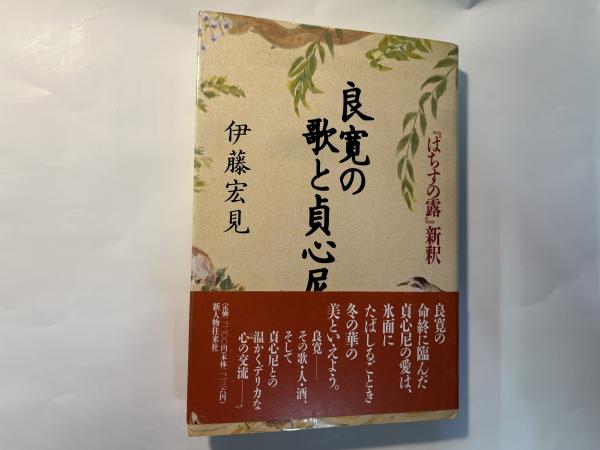 『はちすの露』新釈
良寛の
歌と貞心尼
伊藤宏見
良寛の
命終に臨んだ
貞心尼の愛は、
氷面に
たばしるごとき
冬の華の
美といえよう。
良寛――
その歌・人・酒、
そして
貞心尼との
温かくデリカな
心の交流――
新人物往来社